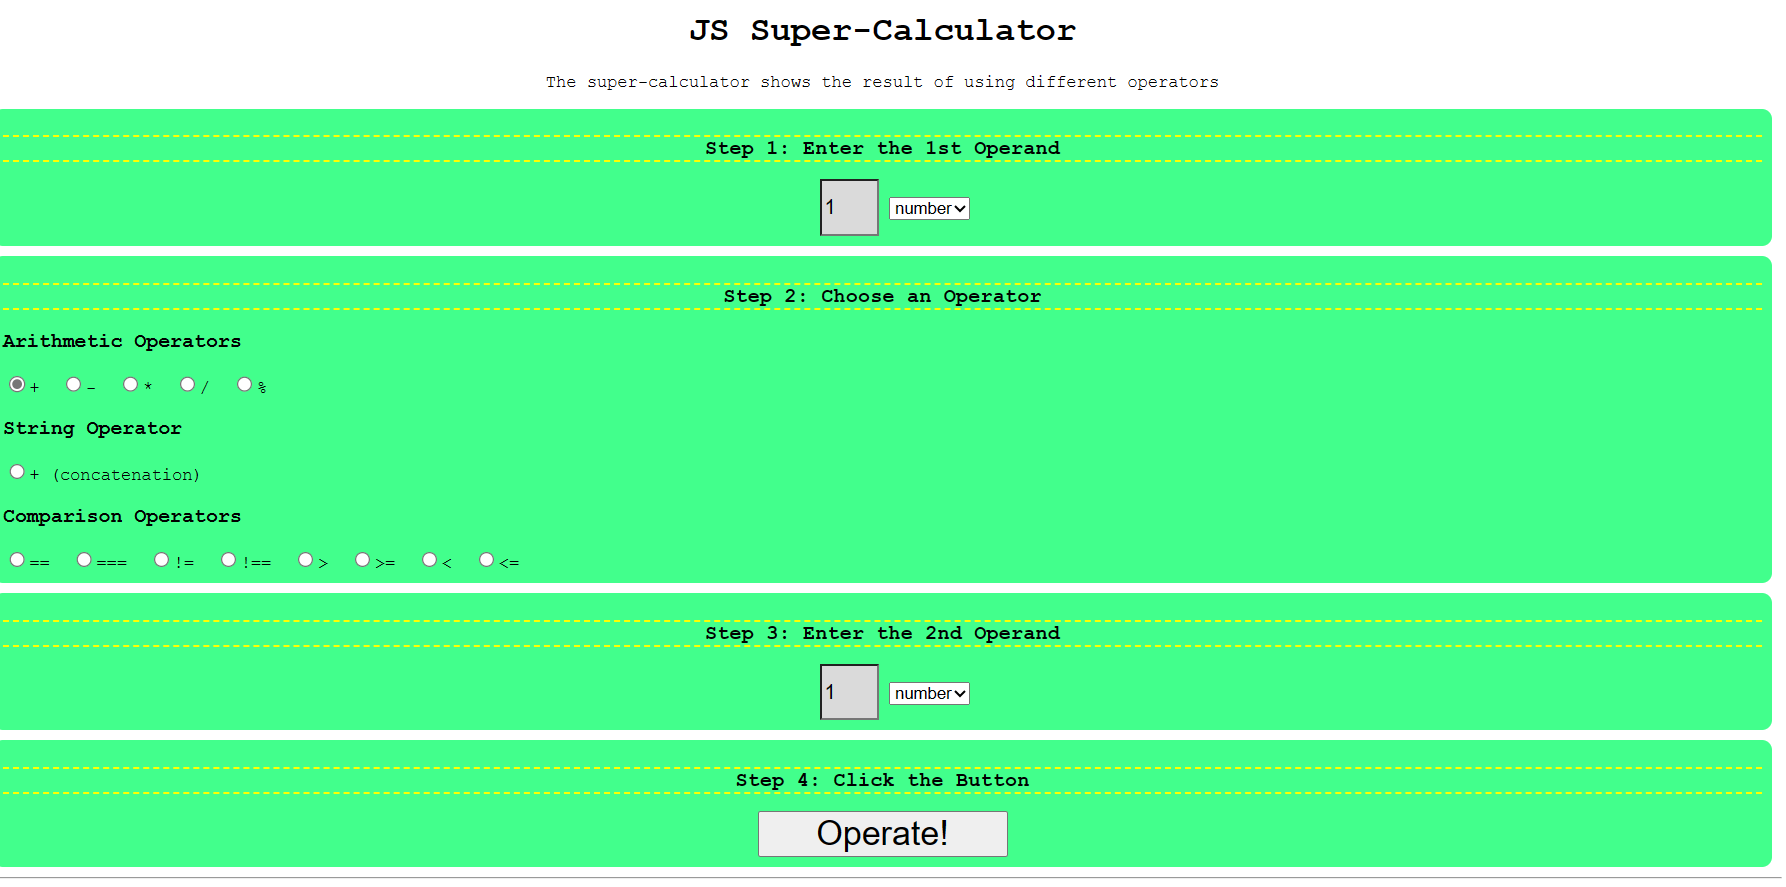 JS Super-Calculator
The super-calculator shows the result of using different operators
Step 1: Enter the 1st Operand
1 number
Step 2: Choose an Operator
Arithmetic Operators
+ - * / %
String Operator
+ (concatenation)
Comparison Operators
== === != !== > >= < <=
Step 3: Enter the 2nd Operand
1 number
Step 4: Click the Button
Operate!